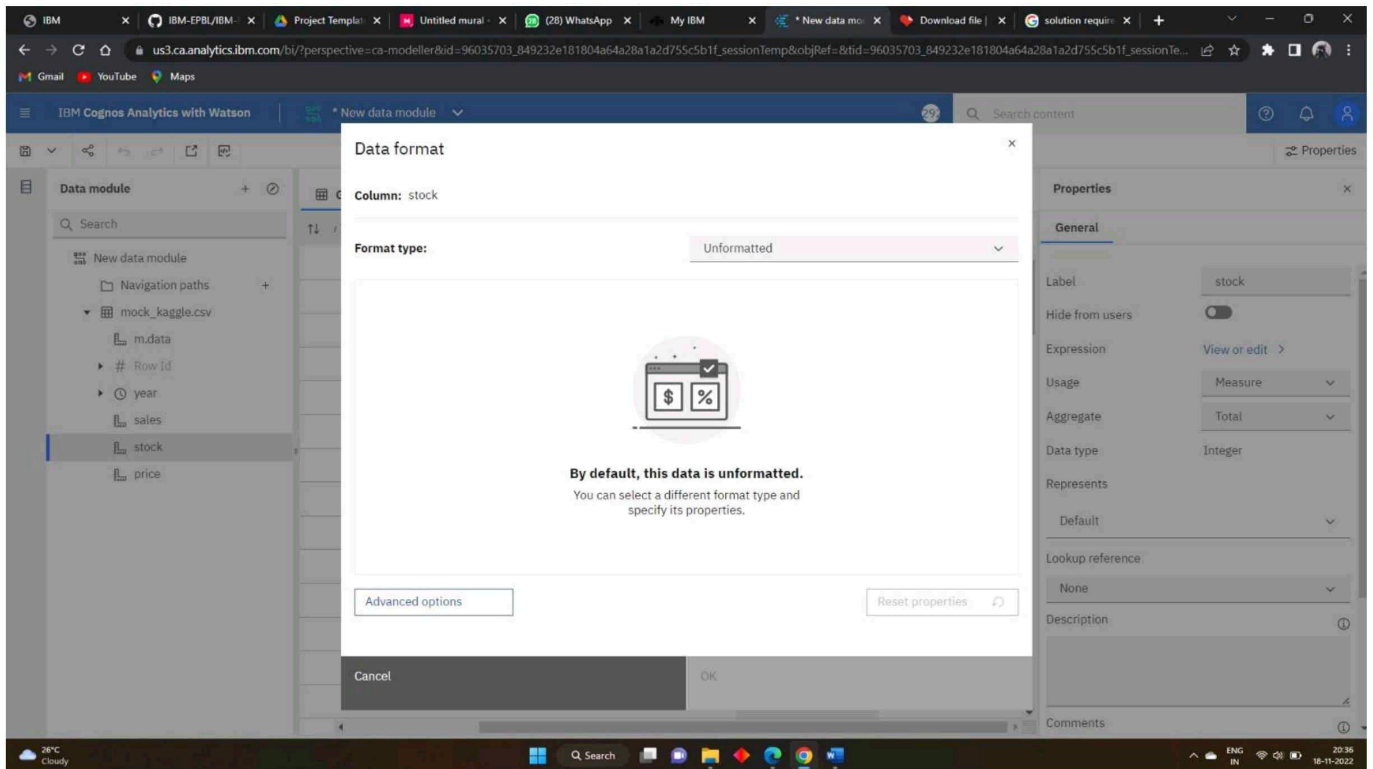 IBM
IBM-EPBL/IBM-
Project Templat
Untitled mural
(28) WhatsApp
My IBM
* New data mo
Download file |
solution require
us3.ca.analytics.ibm.com/bi/?perspective=ca-modeller&id=96035703_849232e181804a64a28a1a2d755c5b1f_sessionTemp&objRef=&tid=96035703_849232e181804a64a28a1a2d755c5b1f_sessionTe...
Gmail YouTube Maps
IBM Cognos Analytics with Watson
* New data module
Search content
Properties
Data module
Search
New data module
Navigation paths
mock_kaggle.csv
m.data
# Row Id
year
sales
stock
price
Data format
Column: stock
Format type: Unformatted
$ %
By default, this data is unformatted.
You can select a different format type and
specify its properties.
Advanced options
Reset properties
Cancel
OK
Properties
General
Label stock
Hide from users
Expression View or edit
Usage Measure
Aggregate Total
Data type Integer
Represents
Default
Lookup reference
None
Description
Comments
26°C
Cloudy
Search
ENG
IN
20:36
18-11-2022